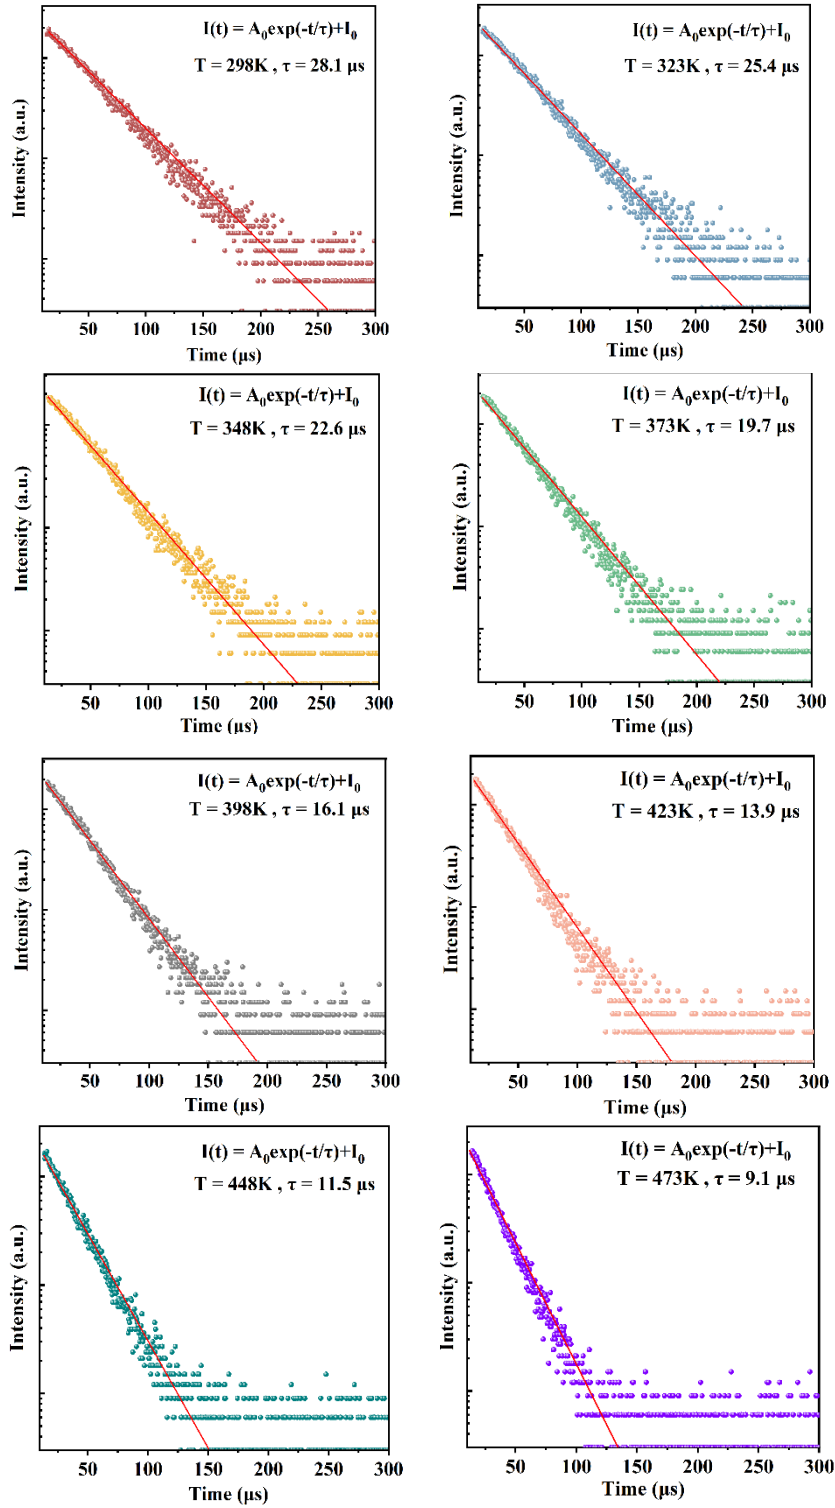 I(t) = A₀exp(-t/τ)+I₀
T = 298K , τ = 28.1 μs
Intensity (a.u.)
50 100 150 200 250 300
Time (μs)
I(t) = A₀exp(-t/τ)+I₀
T = 323K , τ = 25.4 μs
Intensity (a.u.)
50 100 150 200 250 300
Time (μs)
I(t) = A₀exp(-t/τ)+I₀
T = 348K , τ = 22.6 μs
Intensity (a.u.)
50 100 150 200 250 300
Time (μs)
I(t) = A₀exp(-t/τ)+I₀
T = 373K , τ = 19.7 μs
Intensity (a.u.)
50 100 150 200 250 300
Time (μs)
I(t) = A₀exp(-t/τ)+I₀
T = 398K , τ = 16.1 μs
Intensity (a.u.)
50 100 150 200 250 300
Time (μs)
I(t) = A₀exp(-t/τ)+I₀
T = 423K , τ = 13.9 μs
Intensity (a.u.)
50 100 150 200 250 300
Time (μs)
I(t) = A₀exp(-t/τ)+I₀
T = 448K , τ = 11.5 μs
Intensity (a.u.)
50 100 150 200 250 300
Time (μs)
I(t) = A₀exp(-t/τ)+I₀
T = 473K , τ = 9.1 μs
Intensity (a.u.)
50 100 150 200 250 300
Time (μs)